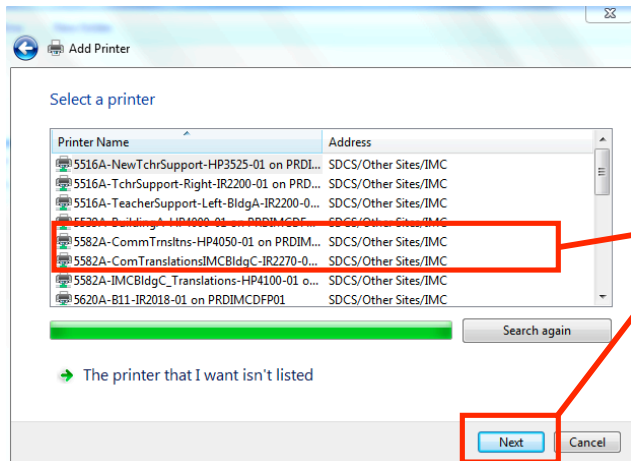 Add Printer
Select a printer
Printer Name Address
5516A-NewTchrSupport-HP3525-01 on PRDI... SDCS/Other Sites/IMC
5516A-TchrSupport-Right-IR2200-01 on PRD... SDCS/Other Sites/IMC
5516A-TeacherSupport-Left-BldgA-IR2200-0... SDCS/Other Sites/IMC
SDCS/Other Sites/IMC
5582A-CommTrnsltns-HP4050-01 on PRDIM... SDCS/Other Sites/IMC
5582A-ComTranslationsIMCBldgC-IR2270-0... SDCS/Other Sites/IMC
5582A-IMCBldgC_Translations-HP4100-01 o... SDCS/Other Sites/IMC
5620A-B11-IR2018-01 on PRDIMCDFP01 SDCS/Other Sites/IMC
Search again
The printer that I want isn't listed
Next Cancel